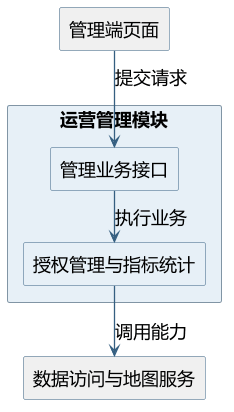 管理端页面
提交请求
运营管理模块
管理业务接口
执行业务
授权管理与指标统计
调用能力
数据访问与地图服务